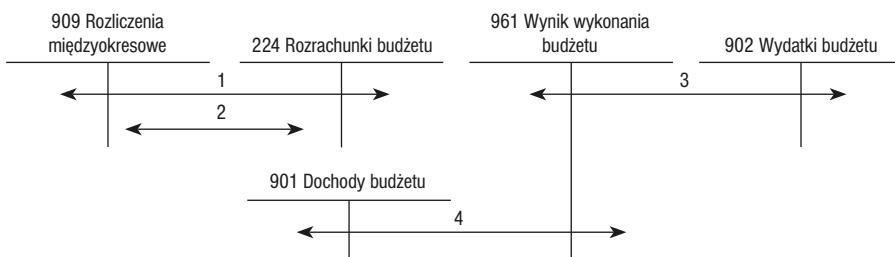 909 Rozliczenia
międzyokresowe
224 Rozrachunki budżetu
961 Wynik wykonania
budżetu
902 Wydatki budżetu
1
3
2
901 Dochody budżetu
4